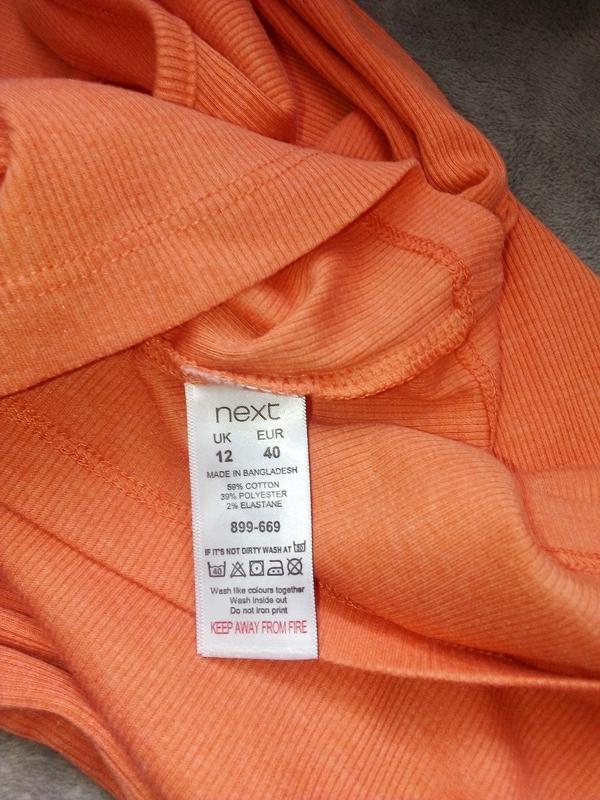 next
UK EUR
12 40
MADE IN BANGLADESH
59% COTTON
39% POLYESTER
2% ELASTANE
899-669
IF IT'S NOT DIRTY WASH AT 30
40
Wash like colours together
Wash inside out
Do not iron print
KEEP AWAY FROM FIRE